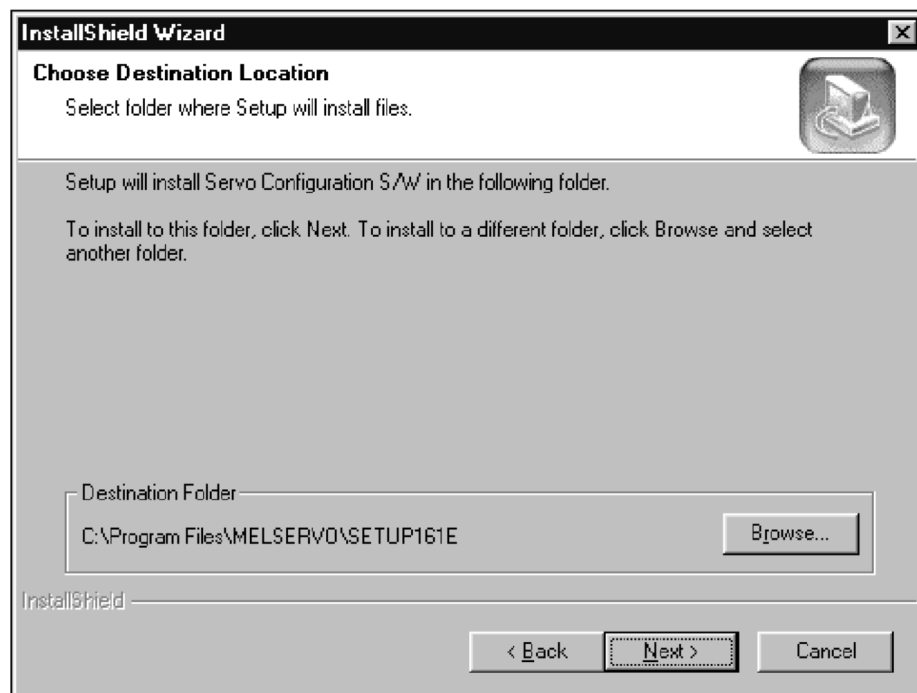 InstallShield Wizard
Choose Destination Location
Select folder where Setup will install files.
Setup will install Servo Configuration S/W in the following folder.
To install to this folder, click Next. To install to a different folder, click Browse and select
another folder.
Destination Folder
C:\Program Files\MELSERVO\SETUP161E
Browse...
InstallShield
< Back
Next >
Cancel